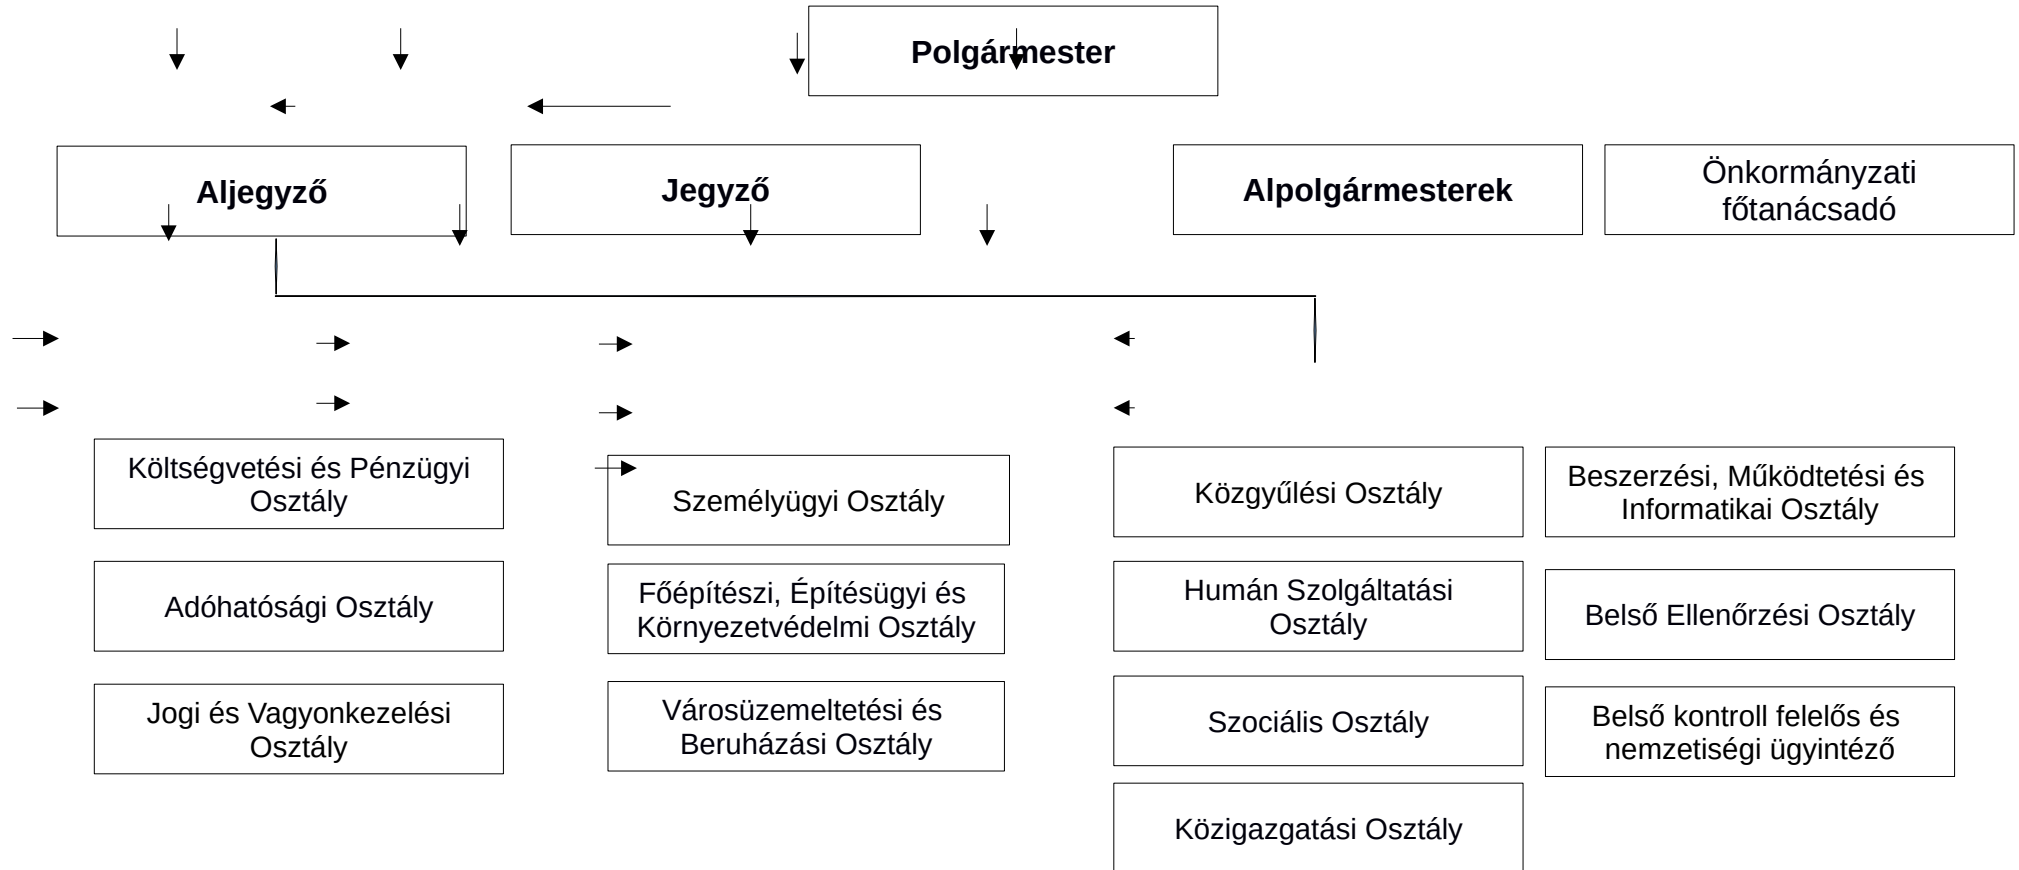 Polgármester
Aljegyző
Jegyző
Alpolgármesterek
Önkormányzati
főtanácsadó
Költségvetési és Pénzügyi
Osztály
Személyügyi Osztály
Közgyűlési Osztály
Beszerzési, Működtetési és
Informatikai Osztály
Adóhatósági Osztály
Főépítészi, Építésügyi és
Környezetvédelmi Osztály
Humán Szolgáltatási
Osztály
Belső Ellenőrzési Osztály
Jogi és Vagyonkezelési
Osztály
Városüzemeltetési és
Beruházási Osztály
Szociális Osztály
Belső kontroll felelős és
nemzetiségi ügyintéző
Közigazgatási Osztály